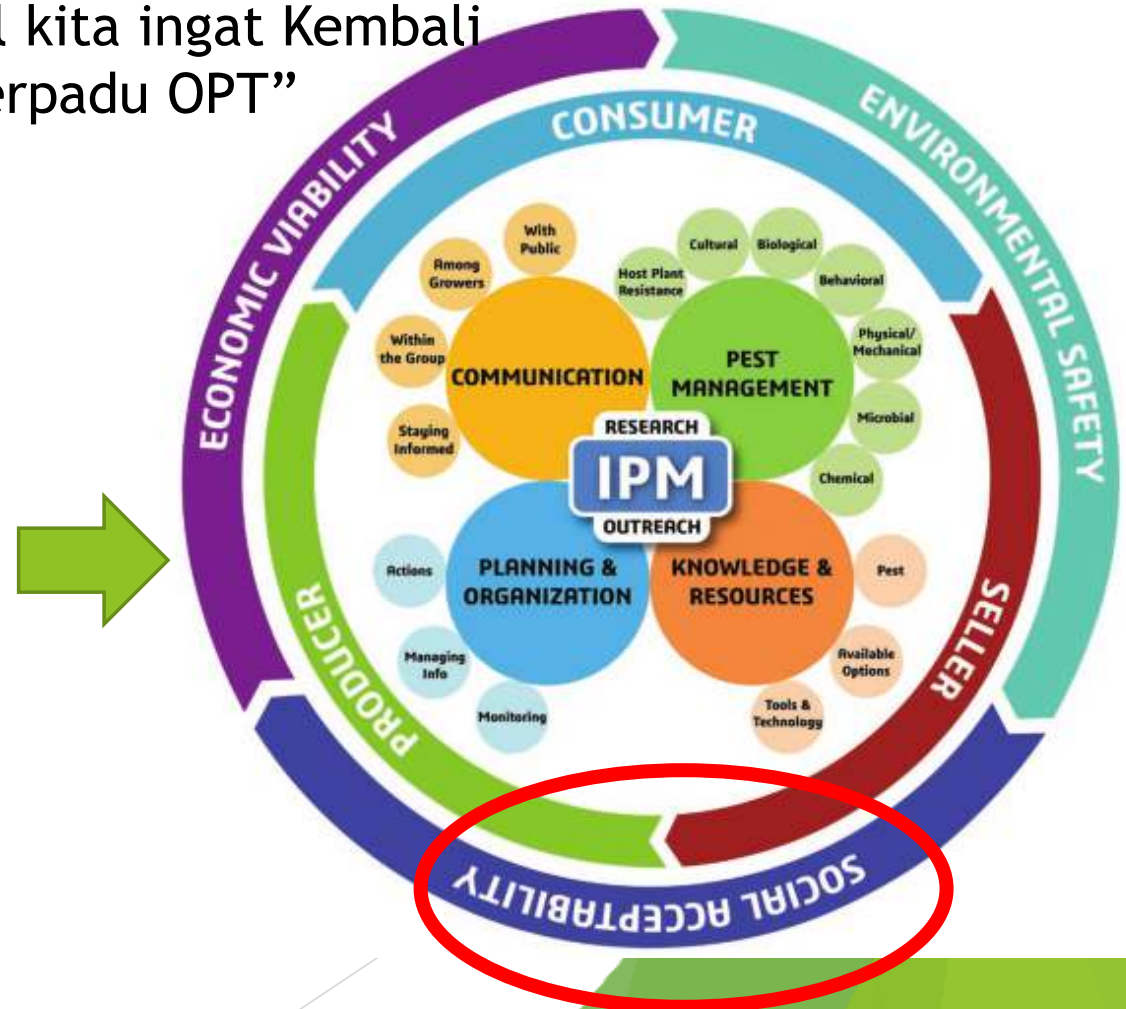 l kita ingat Kembali
erpadu OPT”
ECONOMIC VIABILITY
ENVIRONMENTAL SAFETY
SOCIAL ACCEPTABILITY
CONSUMER
SELLER
PRODUCER
With
Public
Among
Growers
Within
the Group
Staying
Informed
COMMUNICATION
Host Plant
Resistance
Cultural
Biological
Behavioral
Physical/
Mechanical
Microbial
Chemical
PEST
MANAGEMENT
RESEARCH
IPM
OUTREACH
PLANNING &
ORGANIZATION
Actions
Managing
Info
Monitoring
KNOWLEDGE &
RESOURCES
Pest
Available
Options
Tools &
Technology